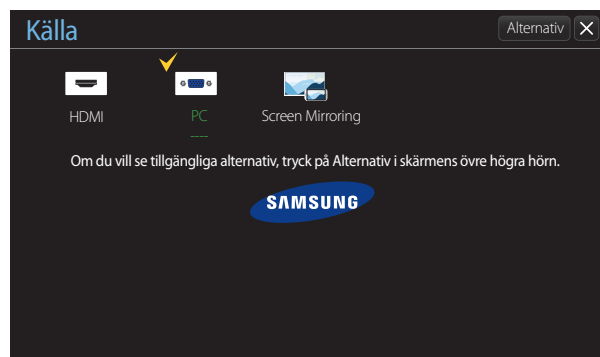 Källa
Alternativ
HDMI PC Screen Mirroring
----
Om du vill se tillgängliga alternativ, tryck på Alternativ i skärmens övre högra hörn.
SAMSUNG